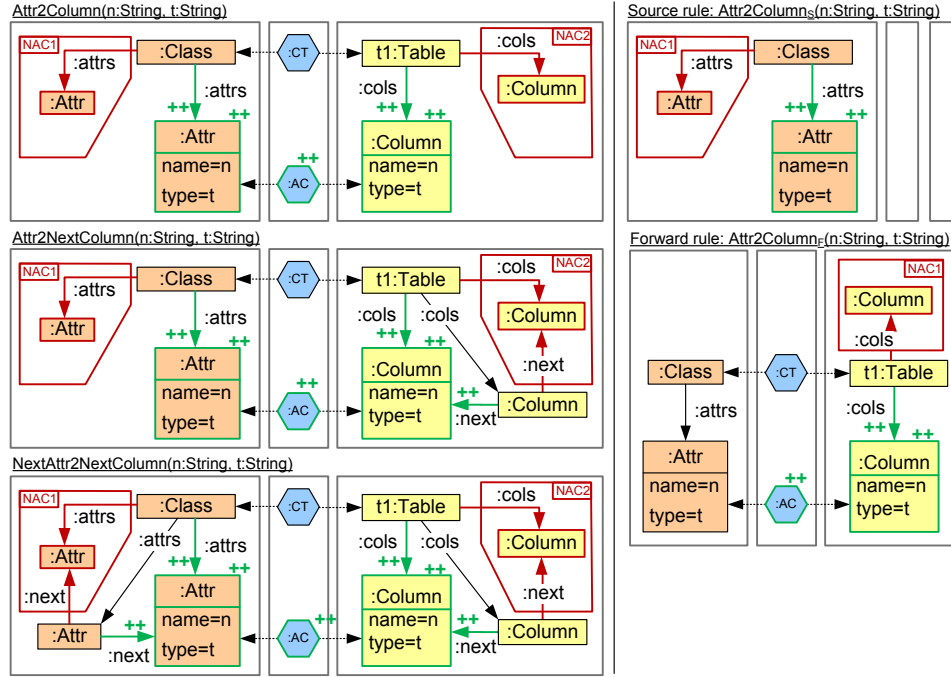 Attr2Column(n:String, t:String)
NAC1
:Class
:attrs
:Attr
:attrs
++
++
:Attr
name=n
type=t
:CT
++
:AC
t1:Table
:cols
NAC2
:Column
:cols
++
++
:Column
name=n
type=t
Attr2NextColumn(n:String, t:String)
NAC1
:Class
:attrs
:Attr
:attrs
++
++
:Attr
name=n
type=t
:CT
++
:AC
t1:Table
:cols
NAC2
:Column
:cols
:cols
++
++
:next
:Column
name=n
type=t
++
:next
:Column
NextAttr2NextColumn(n:String, t:String)
NAC1
:Class
:attrs
:Attr
:attrs
:attrs
++
++
:next
:Attr
name=n
type=t
:Attr
++
:next
:CT
++
:AC
t1:Table
:cols
NAC2
:Column
:cols
:cols
++
++
:next
:Column
name=n
type=t
++
:next
:Column
Source rule: Attr2ColumnS(n:String, t:String)
NAC1
:Class
:attrs
:Attr
:attrs
++
++
:Attr
name=n
type=t
Forward rule: Attr2ColumnF(n:String, t:String)
NAC1
:Column
:cols
:Class
:CT
t1:Table
:attrs
:cols
++
++
:Attr
name=n
type=t
++
:AC
:Column
name=n
type=t